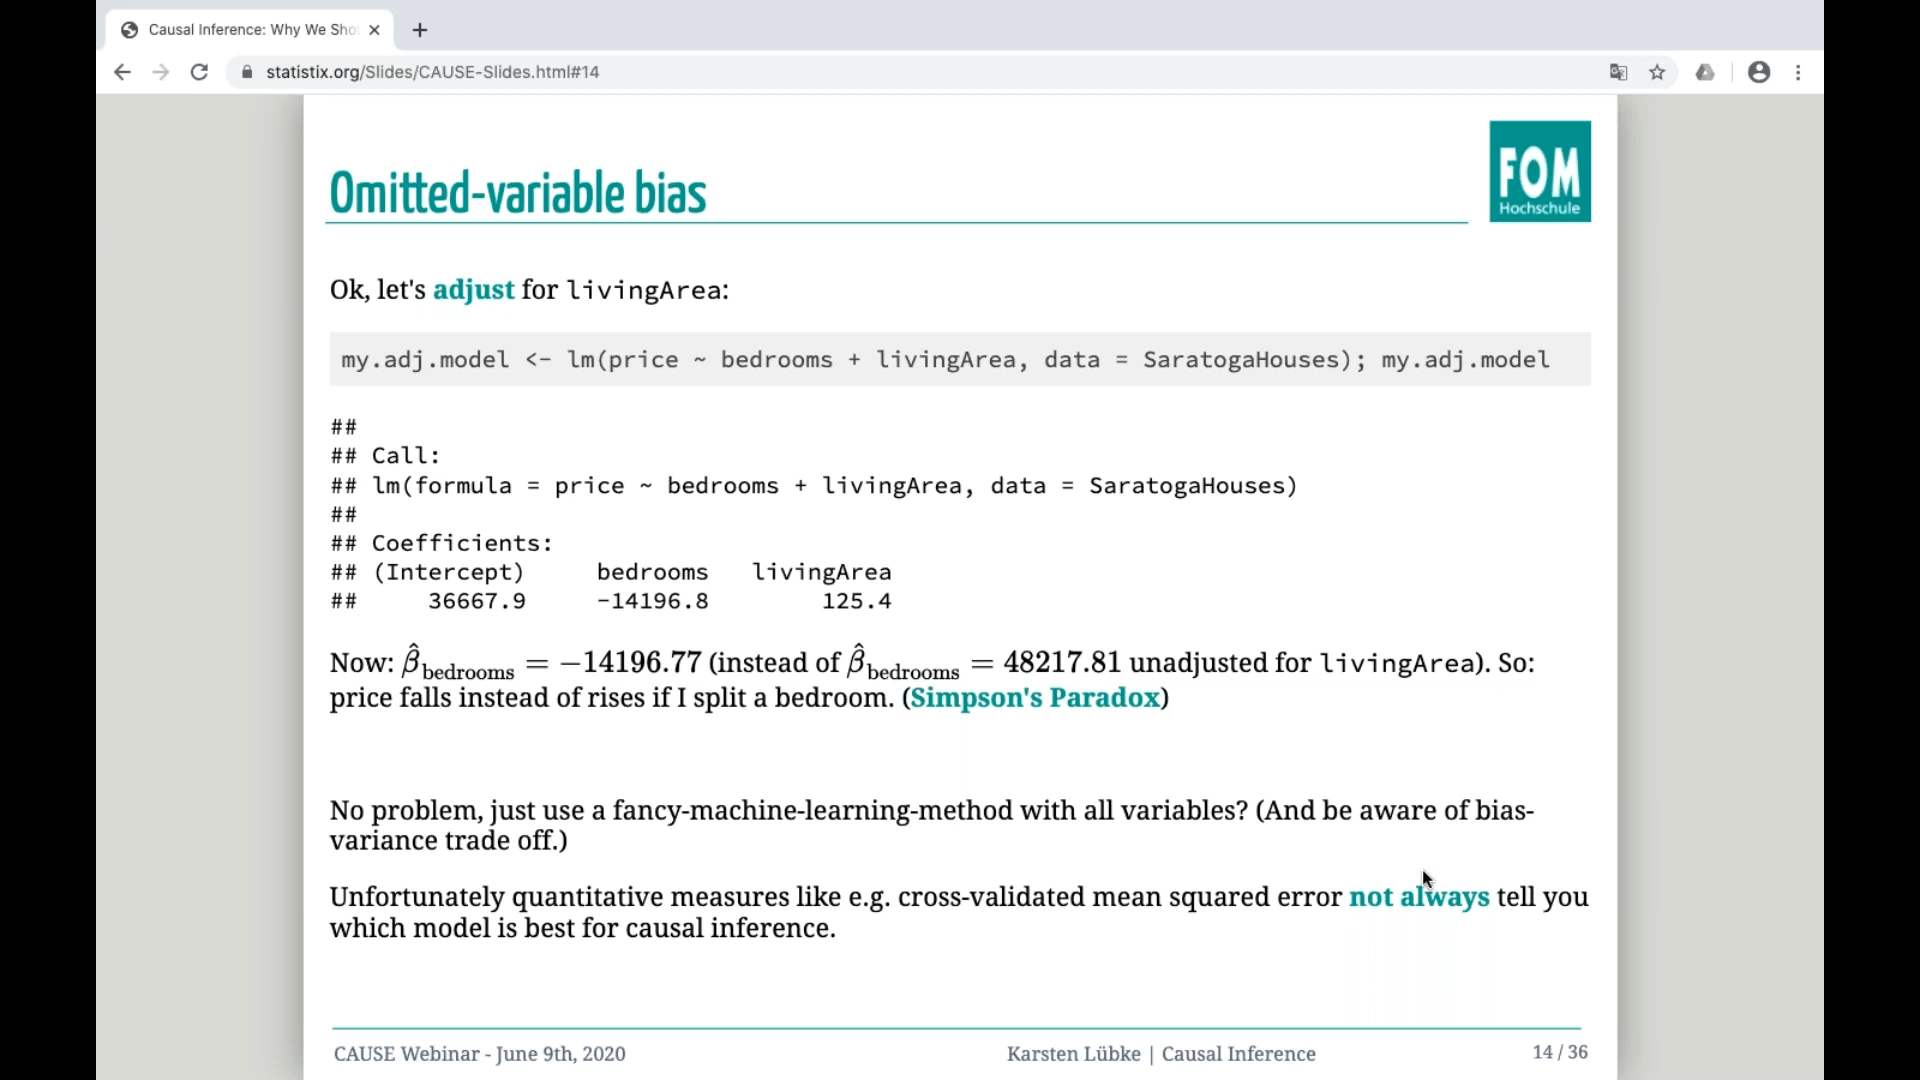 Causal Inference: Why We Sho
statistix.org/Slides/CAUSE-Slides.html#14
FOM
Hochschule
Omitted-variable bias
Ok, let's adjust for livingArea:
my.adj.model <- lm(price ~ bedrooms + livingArea, data = SaratogaHouses); my.adj.model
##
## Call:
## lm(formula = price ~ bedrooms + livingArea, data = SaratogaHouses)
##
## Coefficients:
## (Intercept)     bedrooms   livingArea
##     36667.9     -14196.8        125.4
Now: β̂bedrooms = −14196.77 (instead of β̂bedrooms = 48217.81 unadjusted for livingArea). So:
price falls instead of rises if I split a bedroom. (Simpson's Paradox)
No problem, just use a fancy-machine-learning-method with all variables? (And be aware of bias-
variance trade off.)
Unfortunately quantitative measures like e.g. cross-validated mean squared error not always tell you
which model is best for causal inference.
CAUSE Webinar - June 9th, 2020 Karsten Lübke | Causal Inference 14 / 36